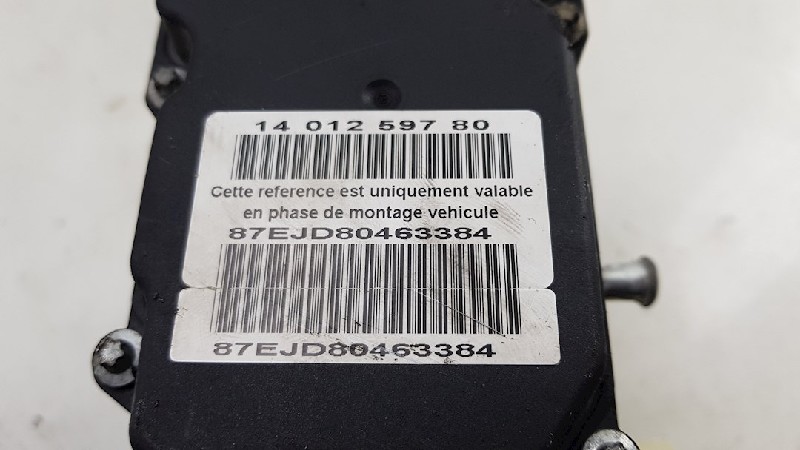 14 012 597 80
Cette reference est uniquement valable
en phase de montage vehicule
87EJD80463384
87EJD80463384